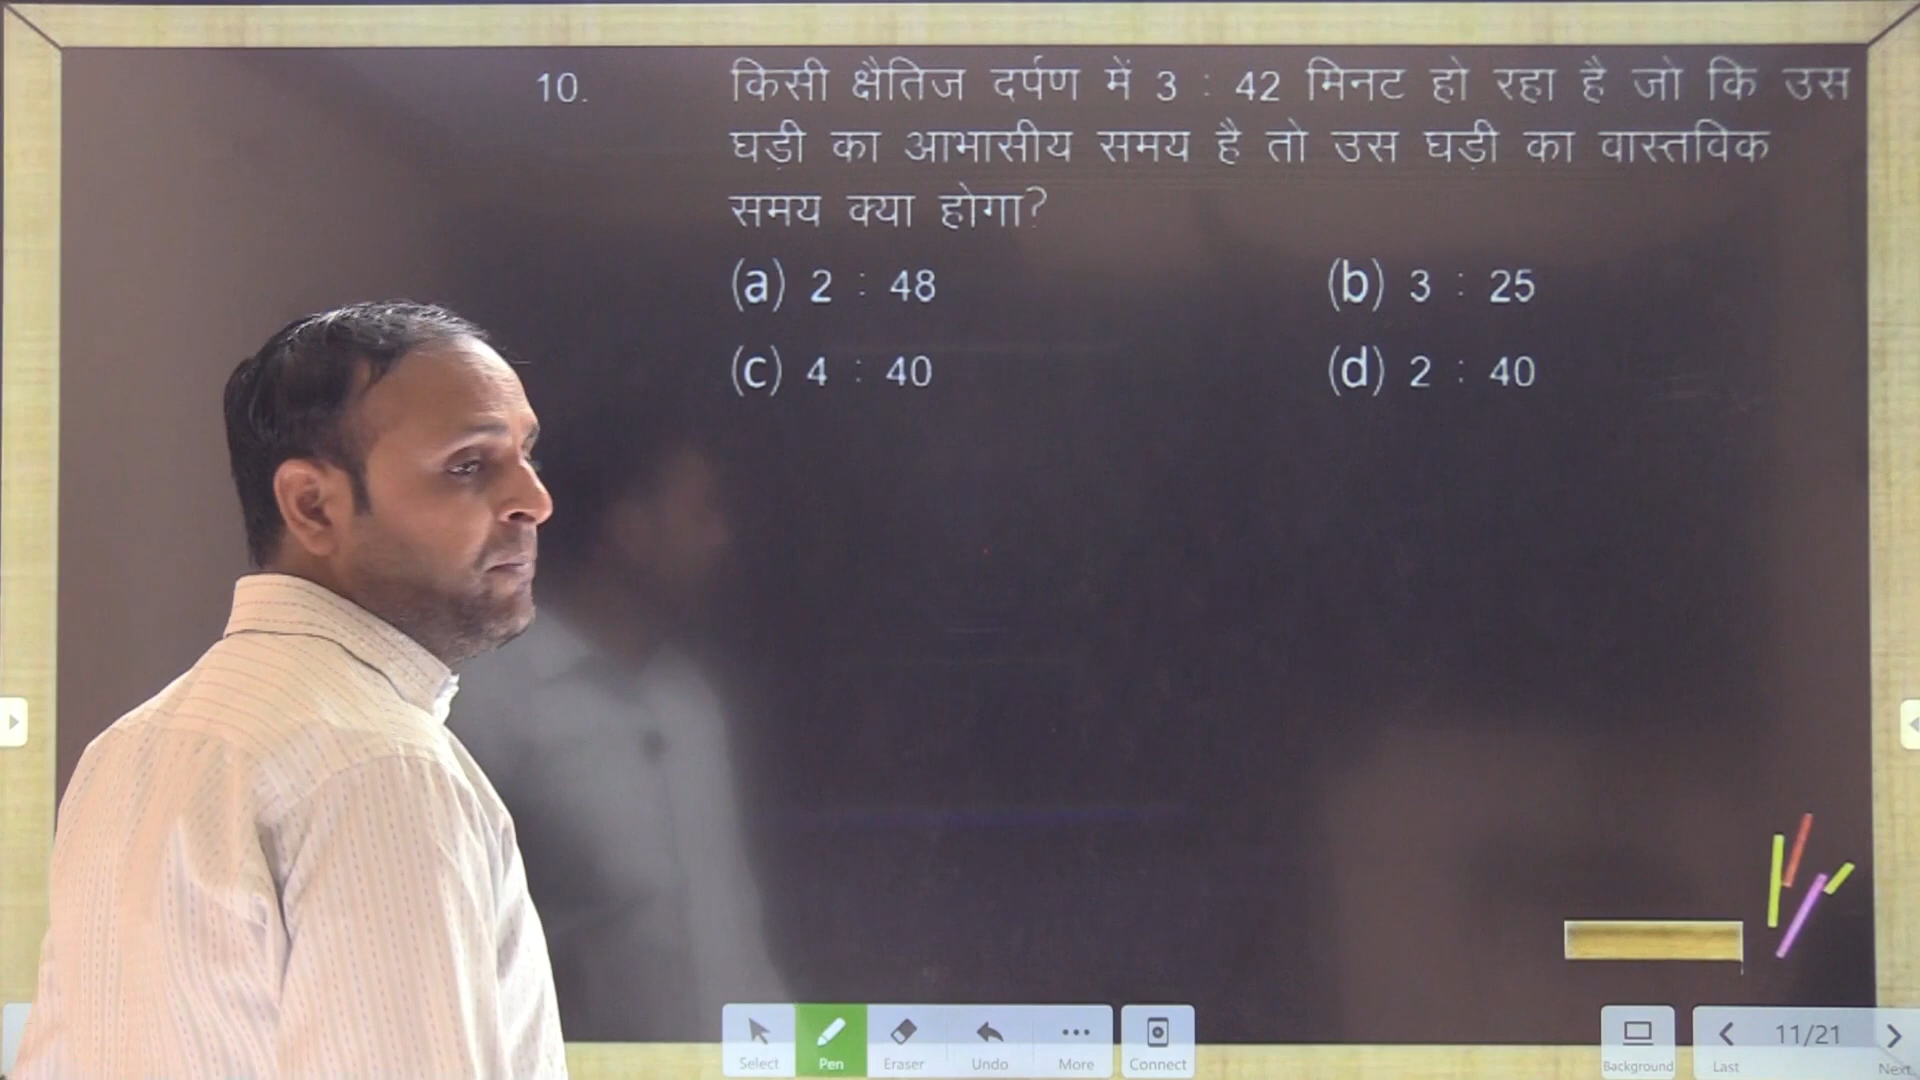 10. किसी क्षैतिज दर्पण में 3 : 42 मिनट हो रहा है जो कि उस
घड़ी का आभासीय समय है तो उस घड़ी का वास्तविक
समय क्या होगा?
(a) 2 : 48 (b) 3 : 25
(c) 4 : 40 (d) 2 : 40
Select Pen Eraser Undo More Connect Background Last 11/21 Next